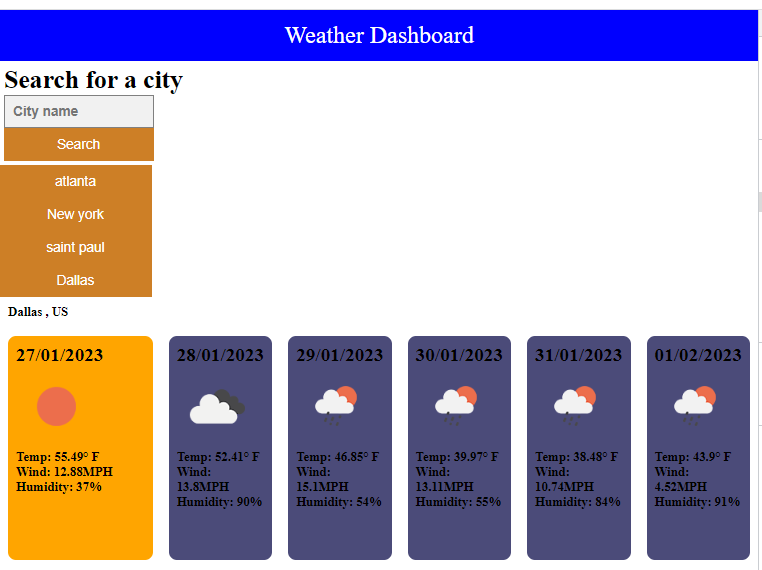 Weather Dashboard
Search for a city
City name
Search
atlanta
New york
saint paul
Dallas
Dallas , US
27/01/2023
Temp: 55.49° F
Wind: 12.88MPH
Humidity: 37%
28/01/2023
Temp: 52.41° F
Wind:
13.8MPH
Humidity: 90%
29/01/2023
Temp: 46.85° F
Wind:
15.1MPH
Humidity: 54%
30/01/2023
Temp: 39.97° F
Wind:
13.11MPH
Humidity: 55%
31/01/2023
Temp: 38.48° F
Wind:
10.74MPH
Humidity: 84%
01/02/2023
Temp: 43.9° F
Wind:
4.52MPH
Humidity: 91%